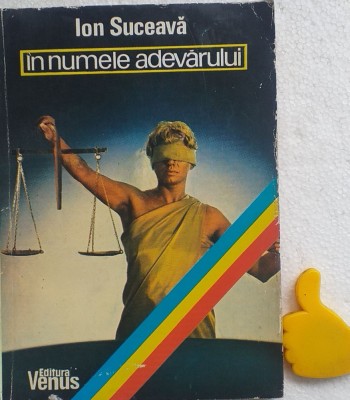 Ion Suceavă
în numele adevărului
Editura
Venus